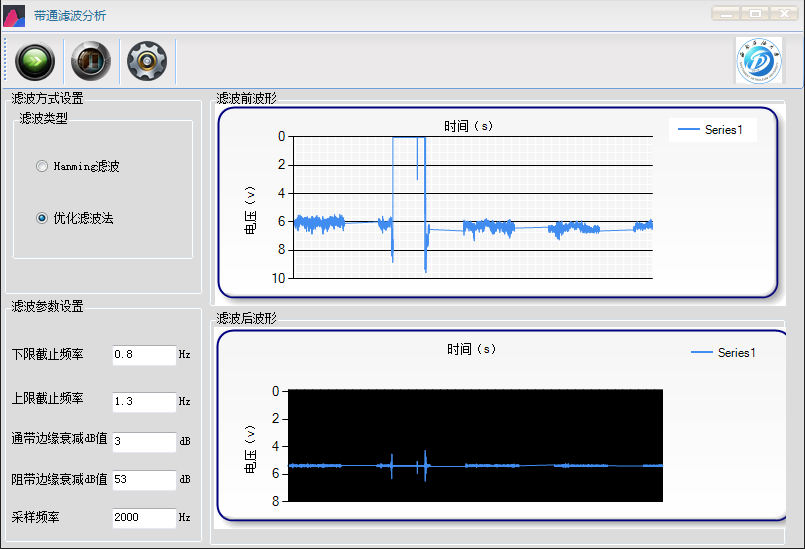 带通滤波分析
滤波方式设置
滤波类型
Hanming滤波
优化滤波法
滤波参数设置
下限截止频率 0.8 Hz
上限截止频率 1.3 Hz
通带边缘衰减dB值 3 dB
阻带边缘衰减dB值 53 dB
采样频率 2000 Hz
滤波前波形
时间（s）
Series1
电压（v）
0
2
4
6
8
10
滤波后波形
时间（s）
Series1
电压（v）
0
2
4
6
8